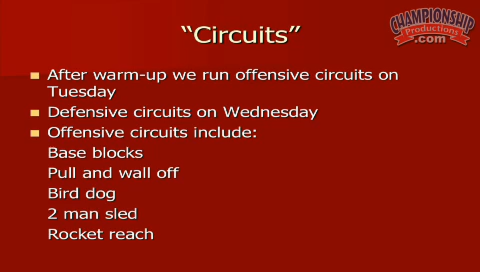 CHAMPIONSHIP
Productions
.com
“Circuits”
After warm-up we run offensive circuits on
Tuesday
Defensive circuits on Wednesday
Offensive circuits include:
Base blocks
Pull and wall off
Bird dog
2 man sled
Rocket reach